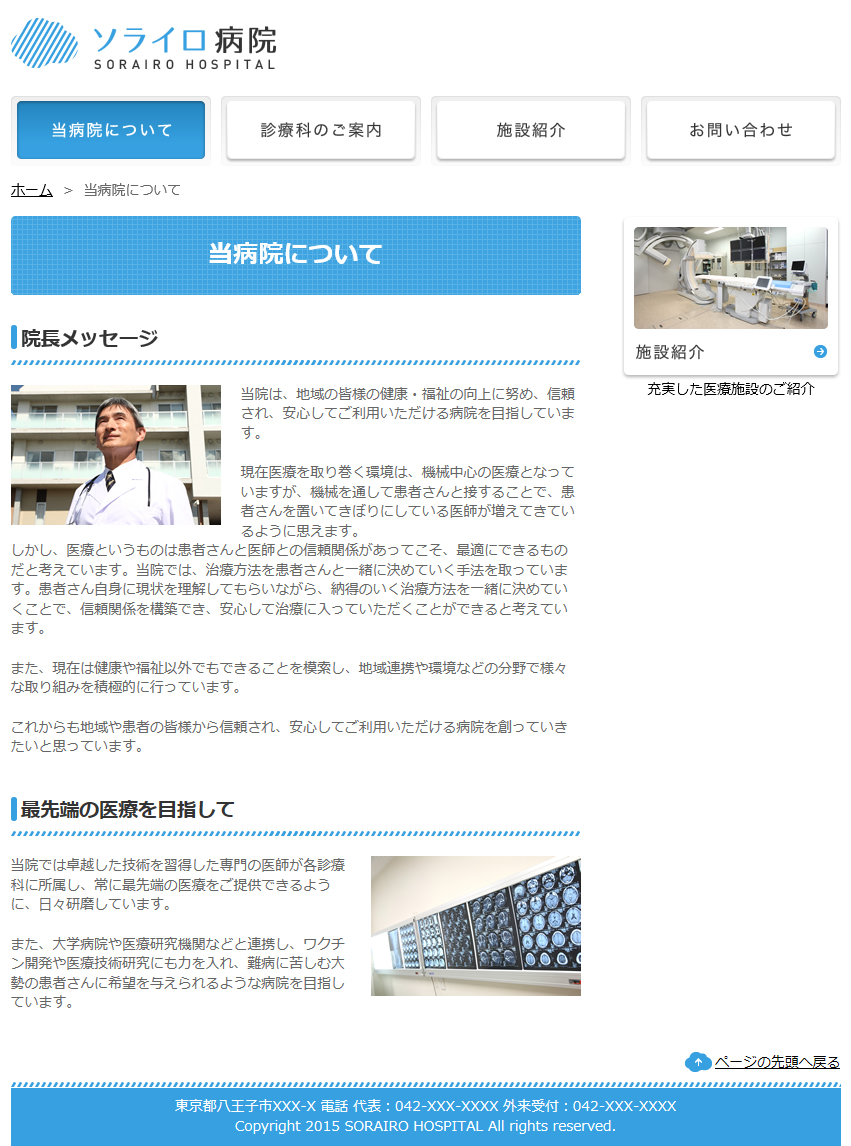 ソライロ 病院
SORAIRO HOSPITAL
当病院について
診療科のご案内
施設紹介
お問い合わせ
ホーム > 当病院について
当病院について
院長メッセージ
当院は、地域の皆様の健康・福祉の向上に努め、信頼
され、安心してご利用いただける病院を目指していま
す。
現在医療を取り巻く環境は、機械中心の医療となって
いますが、機械を通して患者さんと接することで、患
者さんを置いてきぼりにしている医師が増えてきてい
るように思えます。
しかし、医療というものは患者さんと医師との信頼関係があってこそ、最適にできるもの
だと考えています。当院では、治療方法を患者さんと一緒に決めていく手法を取っていま
す。患者さん自身に現状を理解してもらいながら、納得のいく治療方法を一緒に決めてい
くことで、信頼関係を構築でき、安心して治療に入っていただくことができると考えてい
ます。
また、現在は健康や福祉以外でもできることを模索し、地域連携や環境などの分野で様々
な取り組みを積極的に行っています。
これからも地域や患者の皆様から信頼され、安心してご利用いただける病院を創っていき
たいと思っています。
最先端の医療を目指して
当院では卓越した技術を習得した専門の医師が各診療
科に所属し、常に最先端の医療をご提供できるよう
に、日々研磨しています。
また、大学病院や医療研究機関などと連携し、ワクチ
ン開発や医療技術研究にも力を入れ、難病に苦しむ大
勢の患者さんに希望を与えられるような病院を目指し
ています。
施設紹介
充実した医療施設のご紹介
ページの先頭へ戻る
東京都八王子市XXX-X 電話 代表：042-XXX-XXXX 外来受付：042-XXX-XXXX
Copyright 2015 SORAIRO HOSPITAL All rights reserved.